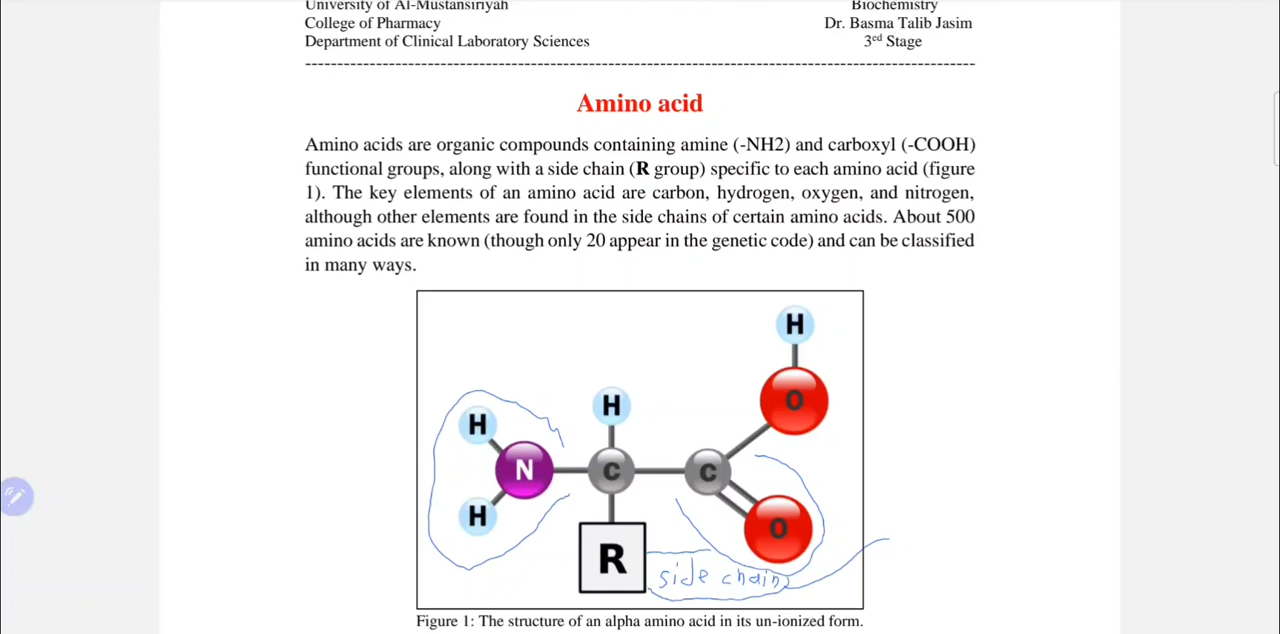 University of Al-Mustansiriyah
Biochemistry
College of Pharmacy
Dr. Basma Talib Jasim
Department of Clinical Laboratory Sciences
3ed Stage
Amino acid
Amino acids are organic compounds containing amine (-NH2) and carboxyl (-COOH)
functional groups, along with a side chain (R group) specific to each amino acid (figure
1). The key elements of an amino acid are carbon, hydrogen, oxygen, and nitrogen,
although other elements are found in the side chains of certain amino acids. About 500
amino acids are known (though only 20 appear in the genetic code) and can be classified
in many ways.
H
O
H
H
N
C
C
H
O
R
side chain
Figure 1: The structure of an alpha amino acid in its un-ionized form.